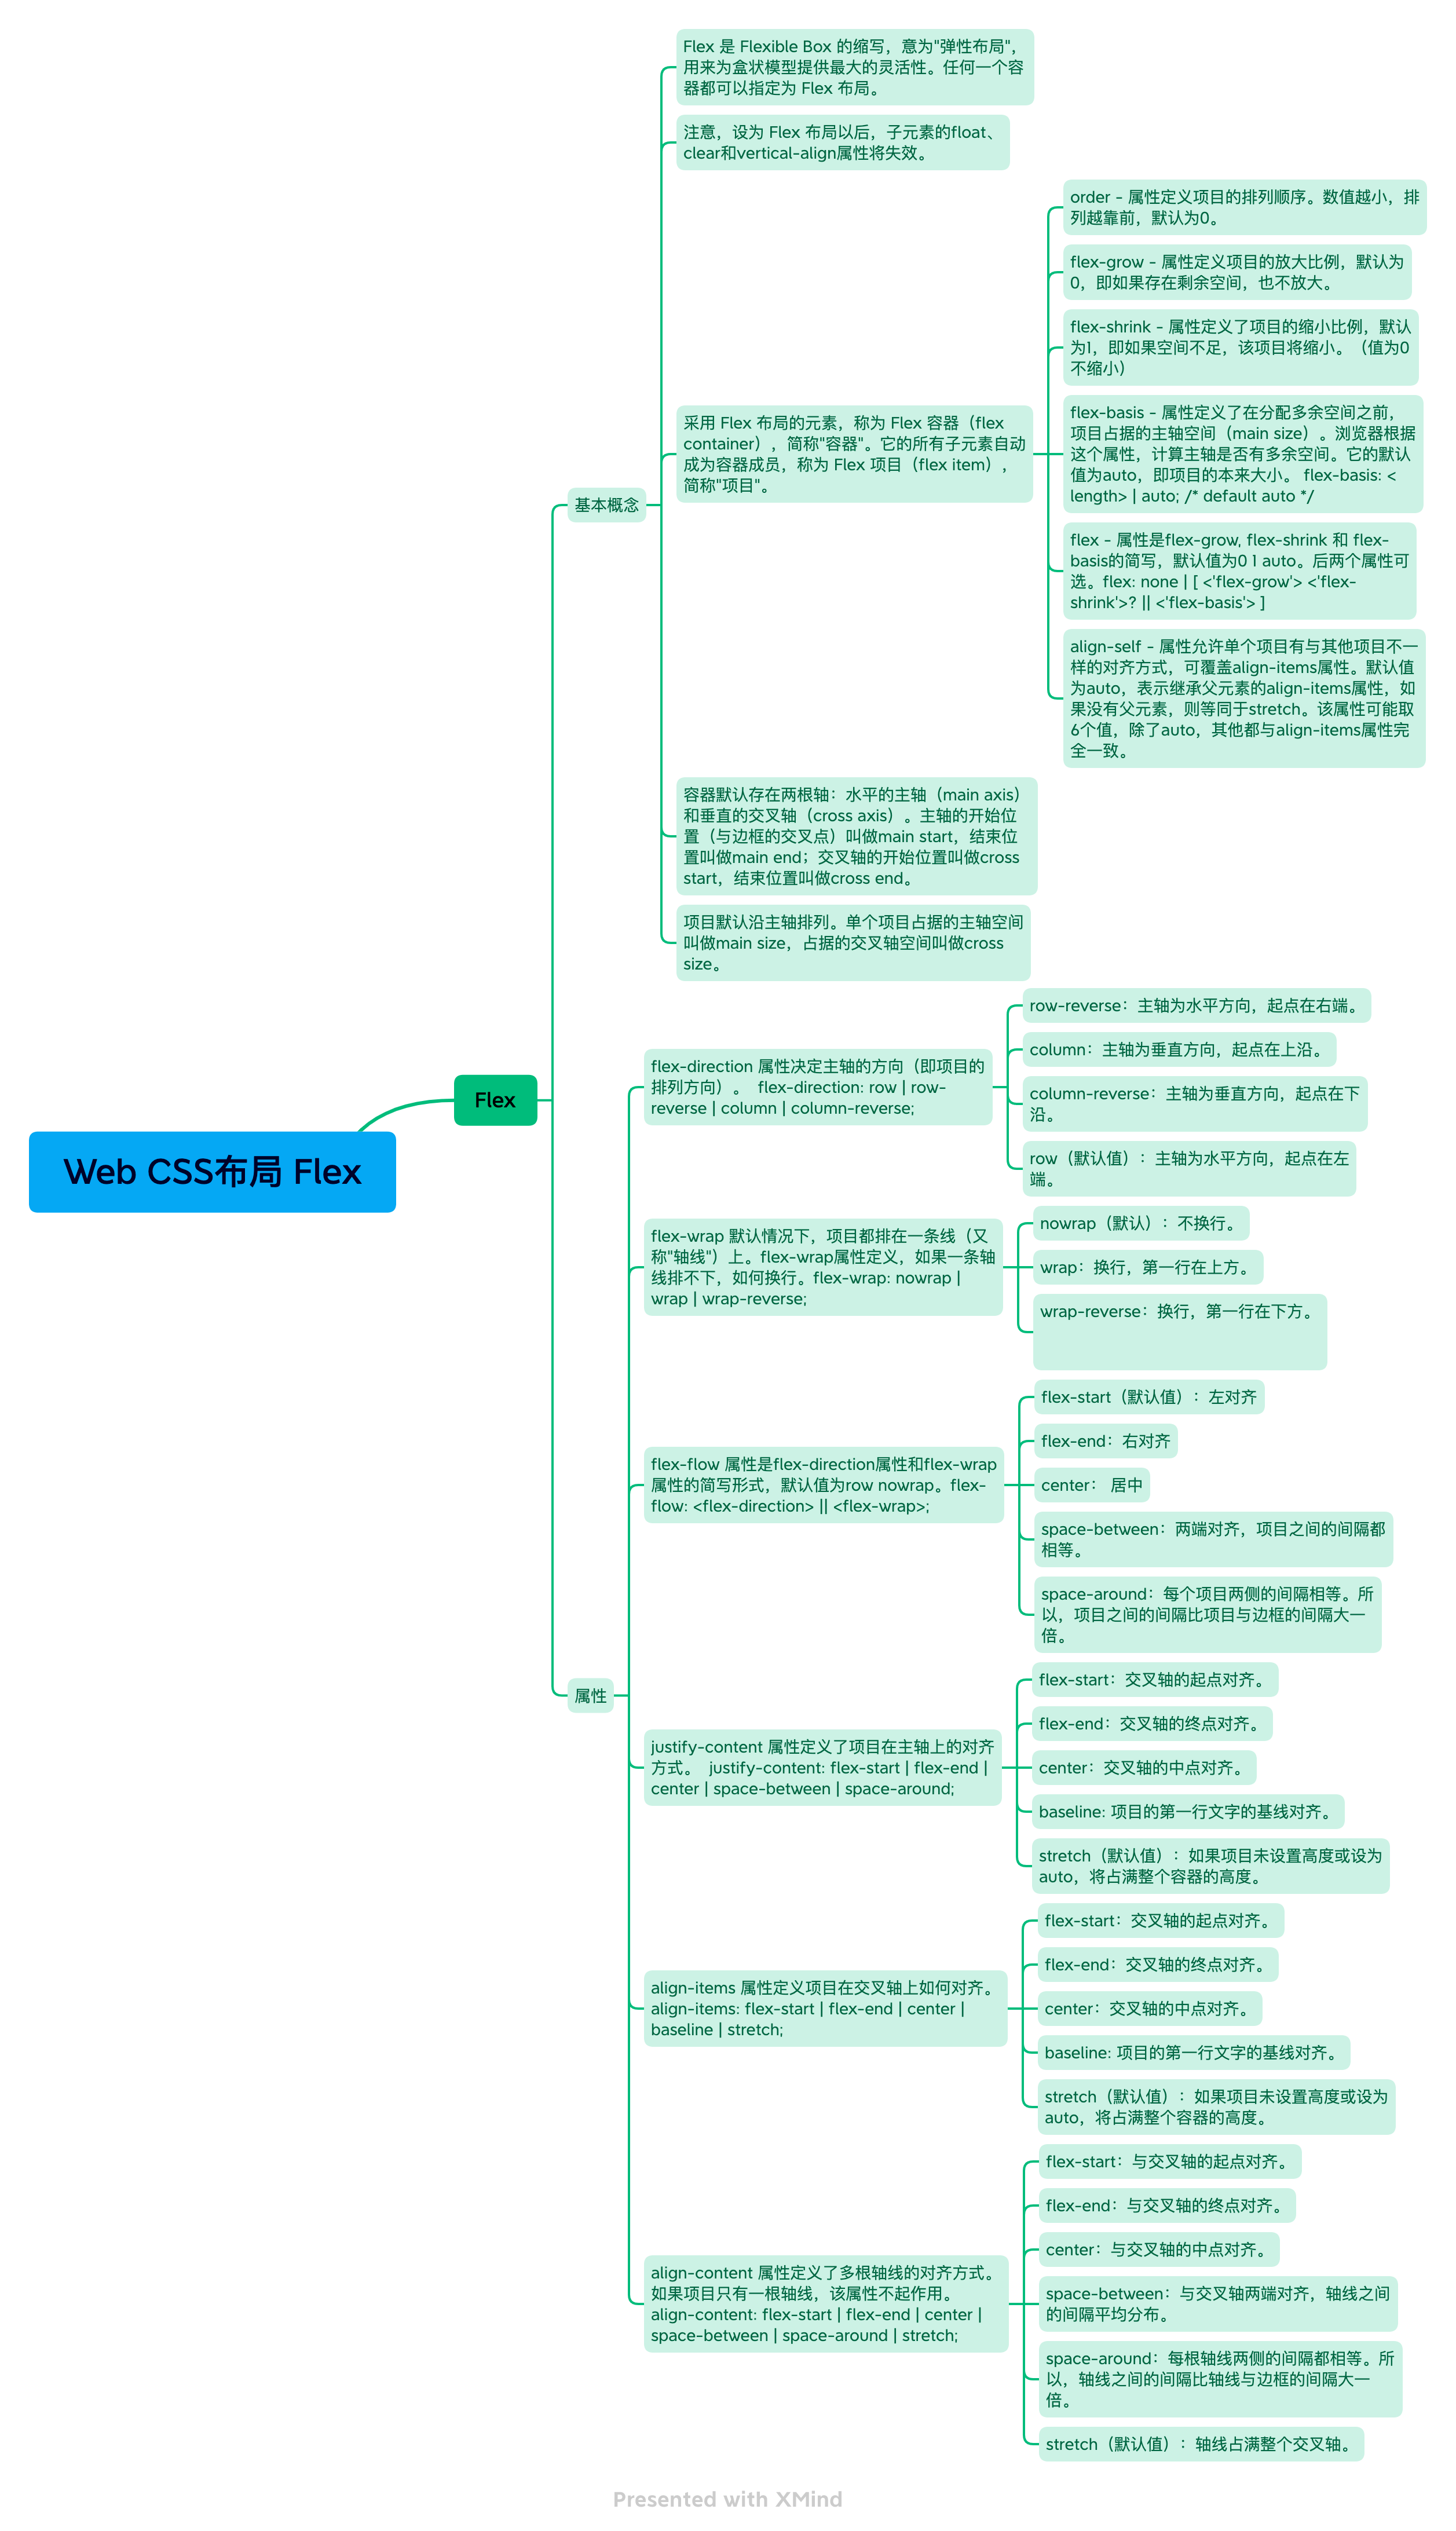 Web CSS布局 Flex
Flex
基本概念
Flex 是 Flexible Box 的缩写，意为"弹性布局"，
用来为盒状模型提供最大的灵活性。任何一个容
器都可以指定为 Flex 布局。
注意，设为 Flex 布局以后，子元素的float、
clear和vertical-align属性将失效。
采用 Flex 布局的元素，称为 Flex 容器（flex
container），简称"容器"。它的所有子元素自动
成为容器成员，称为 Flex 项目（flex item），
简称"项目"。
order - 属性定义项目的排列顺序。数值越小，排
列越靠前，默认为0。
flex-grow - 属性定义项目的放大比例，默认为
0，即如果存在剩余空间，也不放大。
flex-shrink - 属性定义了项目的缩小比例，默认
为1，即如果空间不足，该项目将缩小。（值为0
不缩小）
flex-basis - 属性定义了在分配多余空间之前，
项目占据的主轴空间（main size）。浏览器根据
这个属性，计算主轴是否有多余空间。它的默认
值为auto，即项目的本来大小。 flex-basis: <
length> | auto; /* default auto */
flex - 属性是flex-grow, flex-shrink 和 flex-
basis的简写，默认值为0 1 auto。后两个属性可
选。flex: none | [ <'flex-grow'> <'flex-
shrink'>? || <'flex-basis'> ]
align-self - 属性允许单个项目有与其他项目不一
样的对齐方式，可覆盖align-items属性。默认值
为auto，表示继承父元素的align-items属性，如
果没有父元素，则等同于stretch。该属性可能取
6个值，除了auto，其他都与align-items属性完
全一致。
容器默认存在两根轴：水平的主轴（main axis）
和垂直的交叉轴（cross axis）。主轴的开始位
置（与边框的交叉点）叫做main start，结束位
置叫做main end；交叉轴的开始位置叫做cross
start，结束位置叫做cross end。
项目默认沿主轴排列。单个项目占据的主轴空间
叫做main size，占据的交叉轴空间叫做cross
size。
属性
flex-direction 属性决定主轴的方向（即项目的
排列方向）。 flex-direction: row | row-
reverse | column | column-reverse;
row-reverse：主轴为水平方向，起点在右端。
column：主轴为垂直方向，起点在上沿。
column-reverse：主轴为垂直方向，起点在下
沿。
row（默认值）：主轴为水平方向，起点在左
端。
flex-wrap 默认情况下，项目都排在一条线（又
称"轴线"）上。flex-wrap属性定义，如果一条轴
线排不下，如何换行。flex-wrap: nowrap |
wrap | wrap-reverse;
nowrap（默认）：不换行。
wrap：换行，第一行在上方。
wrap-reverse：换行，第一行在下方。
flex-flow 属性是flex-direction属性和flex-wrap
属性的简写形式，默认值为row nowrap。flex-
flow: <flex-direction> || <flex-wrap>;
flex-start（默认值）：左对齐
flex-end：右对齐
center： 居中
space-between：两端对齐，项目之间的间隔都
相等。
space-around：每个项目两侧的间隔相等。所
以，项目之间的间隔比项目与边框的间隔大一
倍。
justify-content 属性定义了项目在主轴上的对齐
方式。 justify-content: flex-start | flex-end |
center | space-between | space-around;
flex-start：交叉轴的起点对齐。
flex-end：交叉轴的终点对齐。
center：交叉轴的中点对齐。
baseline: 项目的第一行文字的基线对齐。
stretch（默认值）：如果项目未设置高度或设为
auto，将占满整个容器的高度。
align-items 属性定义项目在交叉轴上如何对齐。
align-items: flex-start | flex-end | center |
baseline | stretch;
flex-start：交叉轴的起点对齐。
flex-end：交叉轴的终点对齐。
center：交叉轴的中点对齐。
baseline: 项目的第一行文字的基线对齐。
stretch（默认值）：如果项目未设置高度或设为
auto，将占满整个容器的高度。
align-content 属性定义了多根轴线的对齐方式。
如果项目只有一根轴线，该属性不起作用。
align-content: flex-start | flex-end | center |
space-between | space-around | stretch;
flex-start：与交叉轴的起点对齐。
flex-end：与交叉轴的终点对齐。
center：与交叉轴的中点对齐。
space-between：与交叉轴两端对齐，轴线之间
的间隔平均分布。
space-around：每根轴线两侧的间隔都相等。所
以，轴线之间的间隔比轴线与边框的间隔大一
倍。
stretch（默认值）：轴线占满整个交叉轴。
Presented with XMind